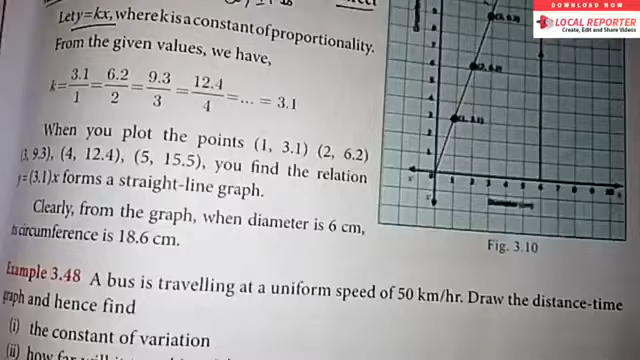 DOWNLOAD NOW
LOCAL REPORTER
Create, Edit and Share Videos
Let y=kx, where k is a constant of proportionality.
From the given values, we have,
k= 3.1/1 = 6.2/2 = 9.3/3 = 12.4/4 = ... = 3.1
When you plot the points (1, 3.1) (2, 6.2)
(3, 9.3), (4, 12.4), (5, 15.5), you find the relation
y=(3.1)x forms a straight-line graph.
Clearly, from the graph, when diameter is 6 cm,
its circumference is 18.6 cm.
Fig. 3.10
Example 3.48 A bus is travelling at a uniform speed of 50 km/hr. Draw the distance-time
graph and hence find
(i) the constant of variation
(ii) how far will it